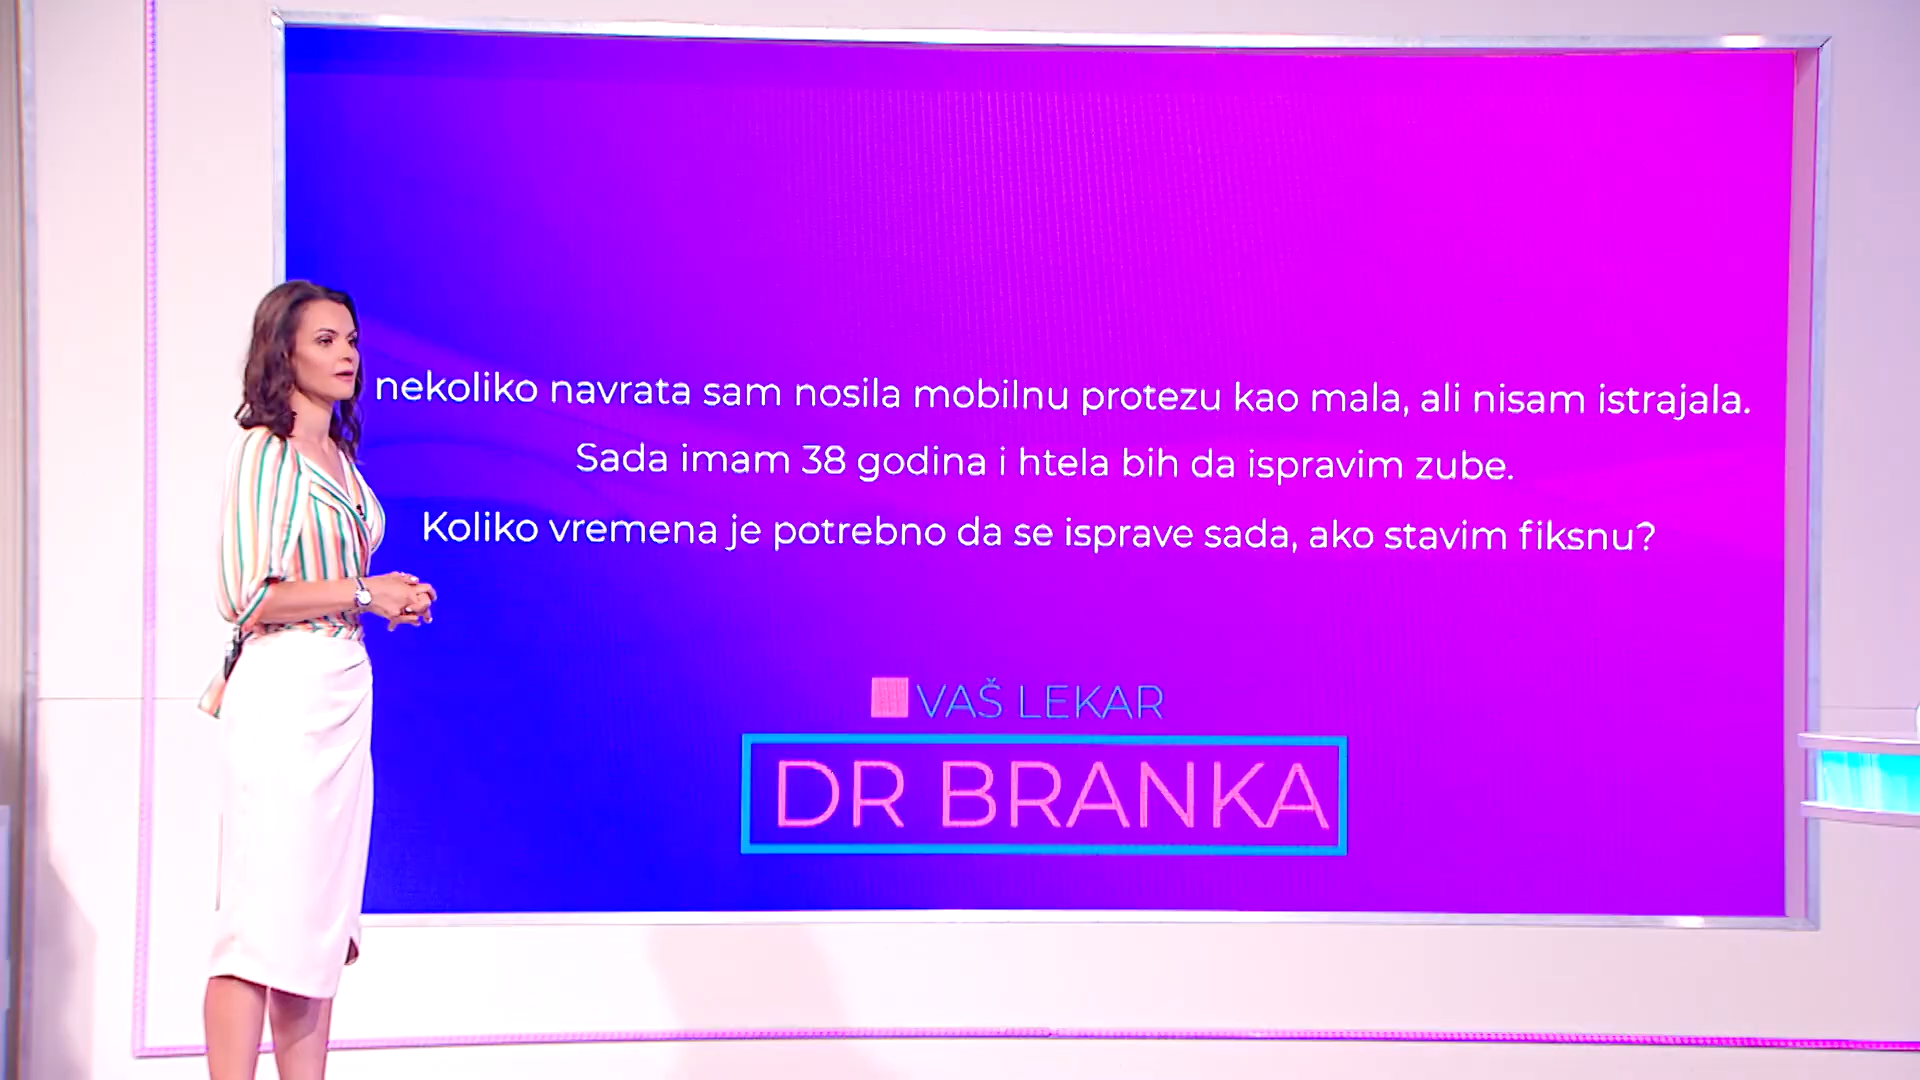 nekoliko navrata sam nosila mobilnu protezu kao mala, ali nisam istrajala.
Sada imam 38 godina i htela bih da ispravim zube.
Koliko vremena je potrebno da se isprave sada, ako stavim fiksnu?
VAŠ LEKAR
DR BRANKA